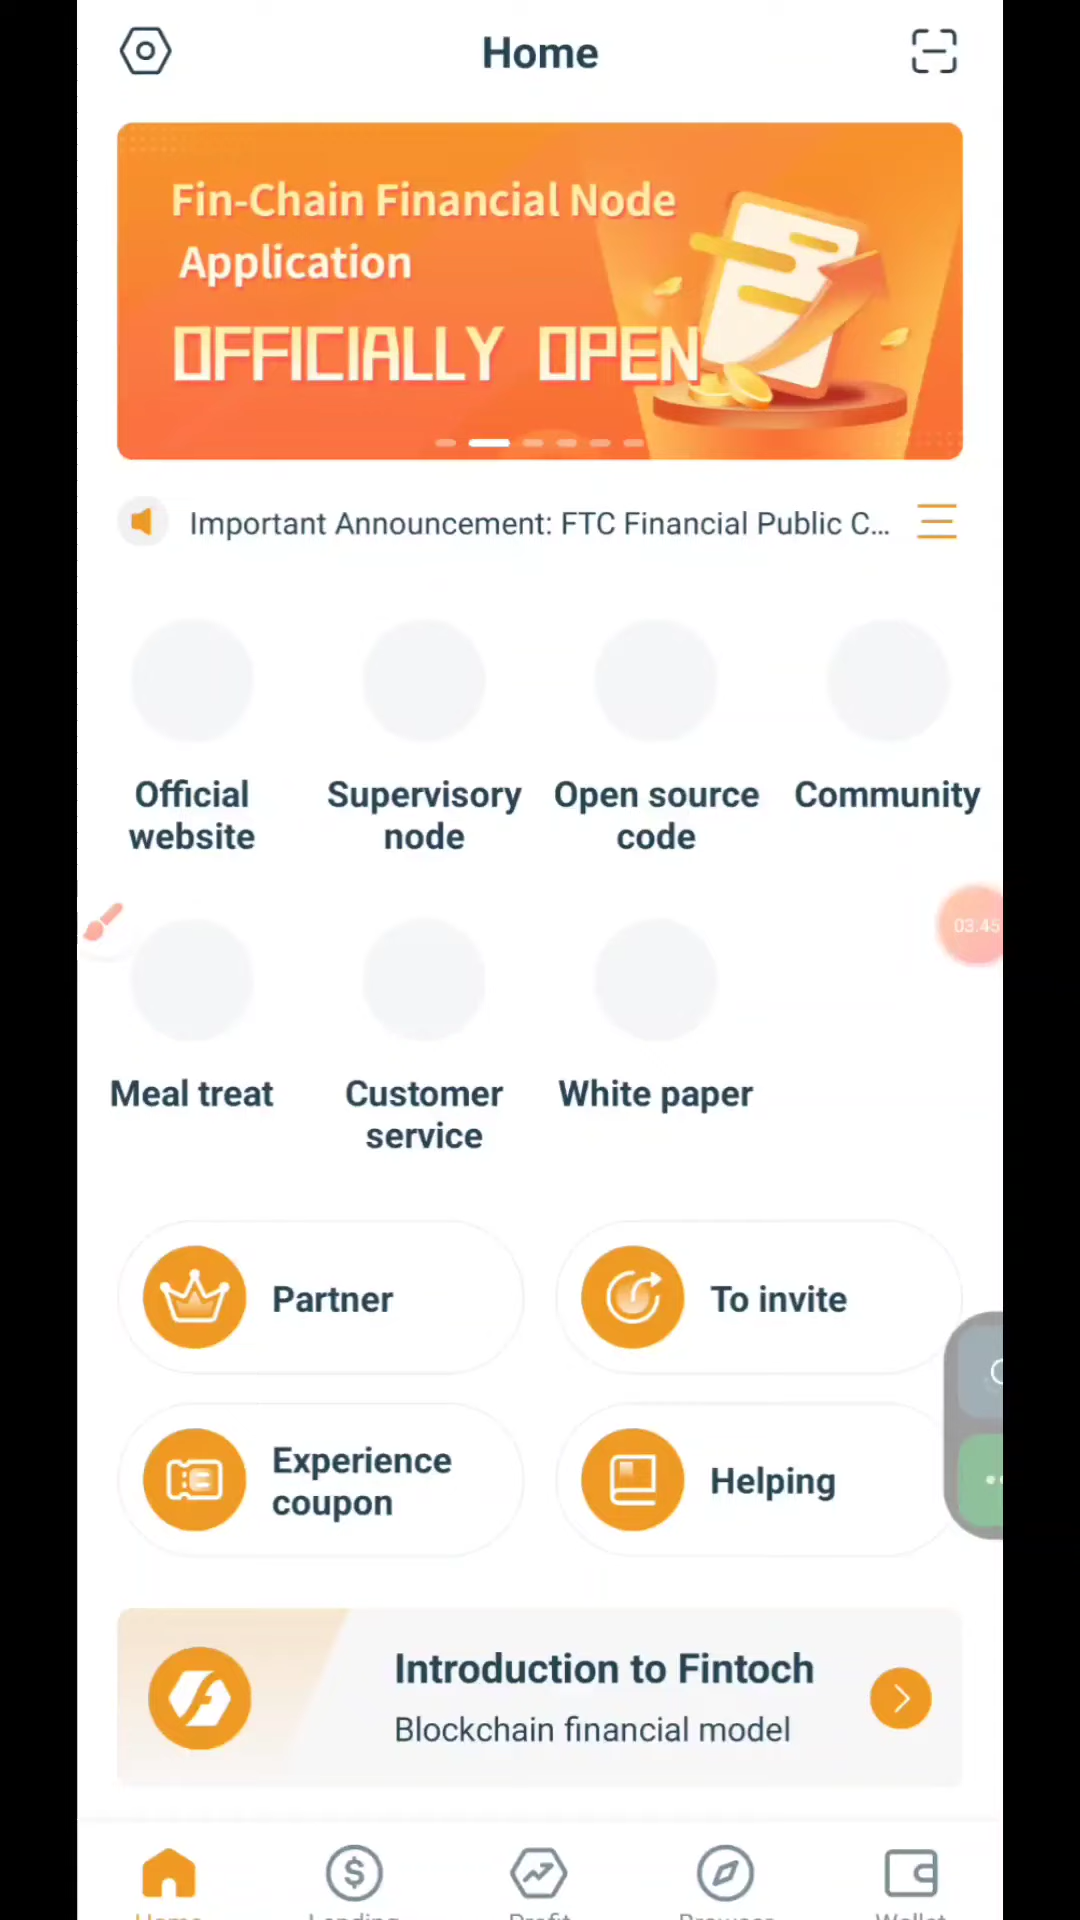 Home
Fin-Chain Financial Node
Application
OFFICIALLY OPEN
Important Announcement: FTC Financial Public C...
Official
website
Supervisory
node
Open source
code
Community
03:45
Meal treat
Customer
service
White paper
Partner
To invite
Experience
coupon
Helping
Introduction to Fintoch
Blockchain financial model
Home
Lending
Profit
Browser
Wallet